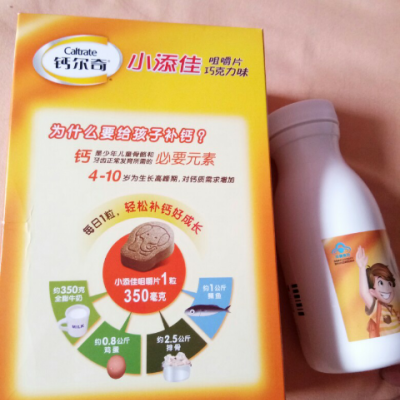 Caltrate
钙尔奇
小添佳
咀嚼片
巧克力味
为什么要给孩子补钙?
钙
是少年儿童骨骼和
牙齿正常发育所需的
必要元素
4-10岁为生长高峰期,对钙质需求增加
每日1粒,轻松补钙好成长
小添佳咀嚼片1粒
350毫克
约350克
全脂牛奶
约0.8公斤
鸡蛋
约2.5公斤
排骨
约1公斤
鲫鱼